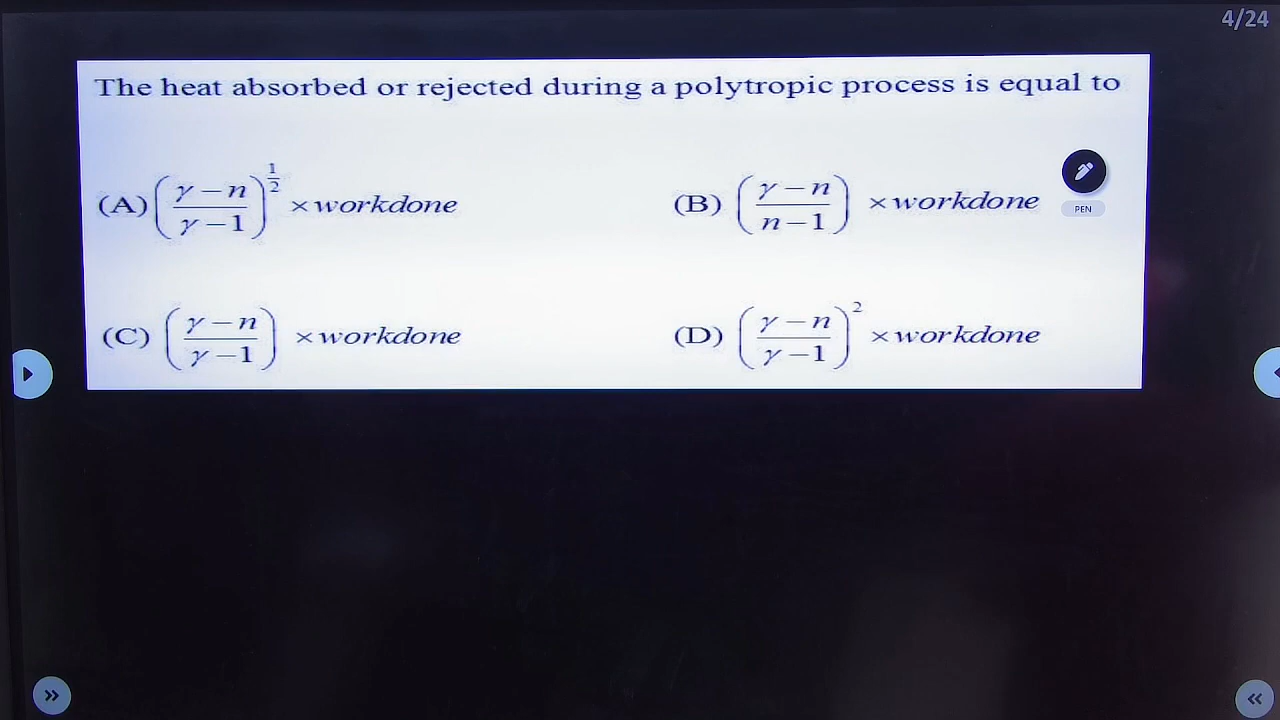 4/24
The heat absorbed or rejected during a polytropic process is equal to
(A) (γ−n/γ−1)^1/2 ×workdone
(B) (γ−n/n−1) ×workdone
PEN
(C) (γ−n/γ−1) ×workdone
(D) (γ−n/γ−1)^2 ×workdone